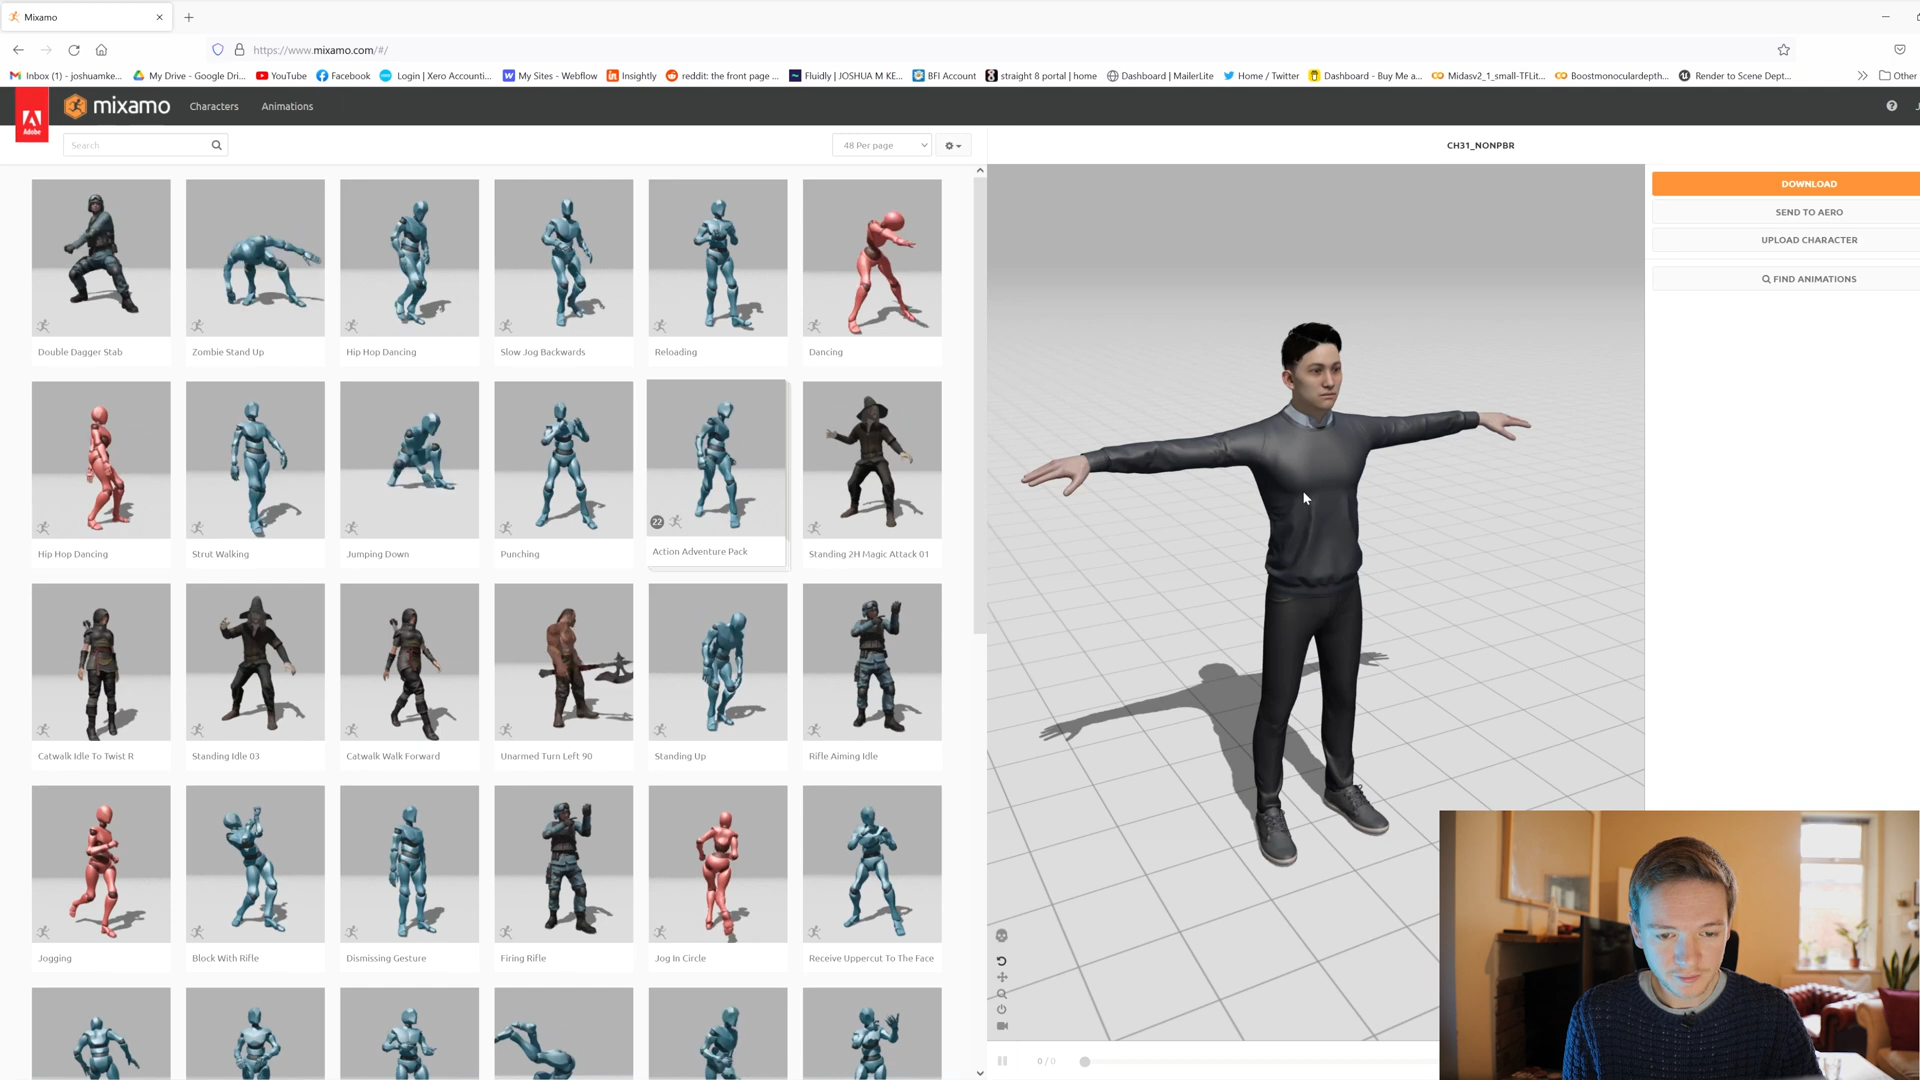 Mixamo
https://www.mixamo.com/#/
Inbox (1) - joshuamke... My Drive - Google Dri... YouTube Facebook Login | Xero Accounti... My Sites - Webflow Insightly reddit: the front page ... Fluidly | JOSHUA M KE... BFI Account straight 8 portal | home Dashboard | MailerLite Home / Twitter Dashboard - Buy Me a... Midasv2_1_small-TFLit... Boostmonoculardepth... Render to Scene Dept... Other
Adobe
mixamo Characters Animations
Search 48 Per page CH31_NONPBR
DOWNLOAD
SEND TO AERO
UPLOAD CHARACTER
FIND ANIMATIONS
Double Dagger Stab Zombie Stand Up Hip Hop Dancing Slow Jog Backwards Reloading Dancing
22
Hip Hop Dancing Strut Walking Jumping Down Punching Action Adventure Pack Standing 2H Magic Attack 01
Catwalk Idle To Twist R Standing Idle 03 Catwalk Walk Forward Unarmed Turn Left 90 Standing Up Rifle Aiming Idle
Jogging Block With Rifle Dismissing Gesture Firing Rifle Jog In Circle Receive Uppercut To The Face
0 / 0